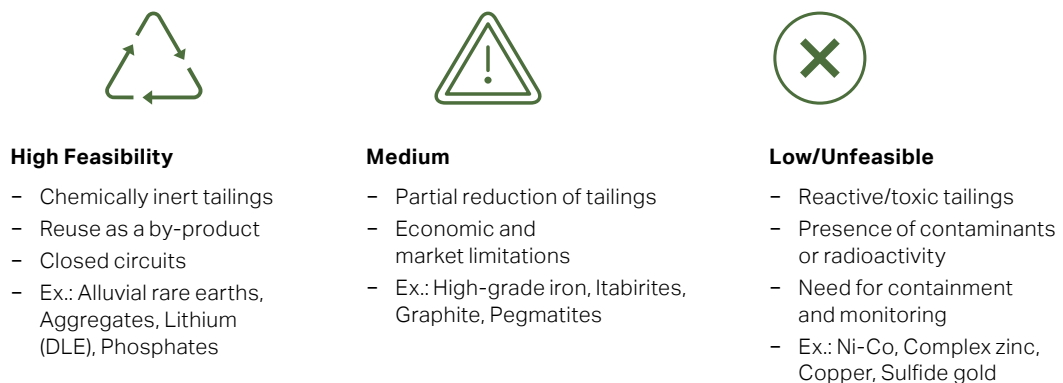 High Feasibility
– Chemically inert tailings
– Reuse as a by-product
– Closed circuits
– Ex.: Alluvial rare earths,
Aggregates, Lithium
(DLE), Phosphates
Medium
– Partial reduction of tailings
– Economic and
market limitations
– Ex.: High-grade iron, Itabirites,
Graphite, Pegmatites
Low/Unfeasible
– Reactive/toxic tailings
– Presence of contaminants
or radioactivity
– Need for containment
and monitoring
– Ex.: Ni-Co, Complex zinc,
Copper, Sulfide gold